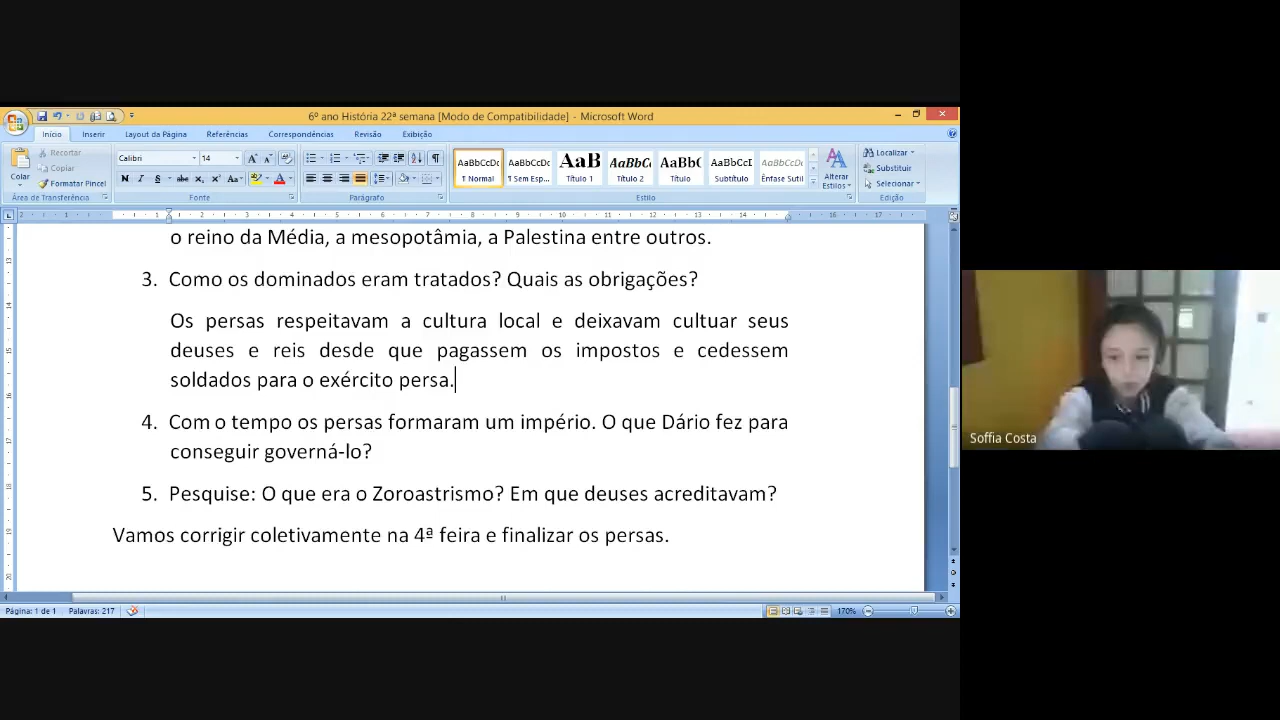 6º ano História 22ª semana [Modo de Compatibilidade] - Microsoft Word
Início Inserir Layout da Página Referências Correspondências Revisão Exibição
Colar
Recortar
Copiar
Formatar Pincel
Área de Transferência
Calibri 14
Fonte
Parágrafo
AaBbCcDc AaBbCcDc AaB AaBbCc AaBbC AaBbCcI AaBbCcDc
¶ Normal ¶ Sem Esp... Título 1 Título 2 Título Subtítulo Ênfase Sutil
Alterar Estilos
Estilo
Localizar
Substituir
Selecionar
Edição
o reino da Média, a mesopotâmia, a Palestina entre outros.
3. Como os dominados eram tratados? Quais as obrigações?
Os persas respeitavam a cultura local e deixavam cultuar seus
deuses e reis desde que pagassem os impostos e cedessem
soldados para o exército persa.
4. Com o tempo os persas formaram um império. O que Dário fez para
conseguir governá-lo?
5. Pesquise: O que era o Zoroastrismo? Em que deuses acreditavam?
Vamos corrigir coletivamente na 4ª feira e finalizar os persas.
Página: 1 de 1 Palavras: 217 170%
Soffia Costa